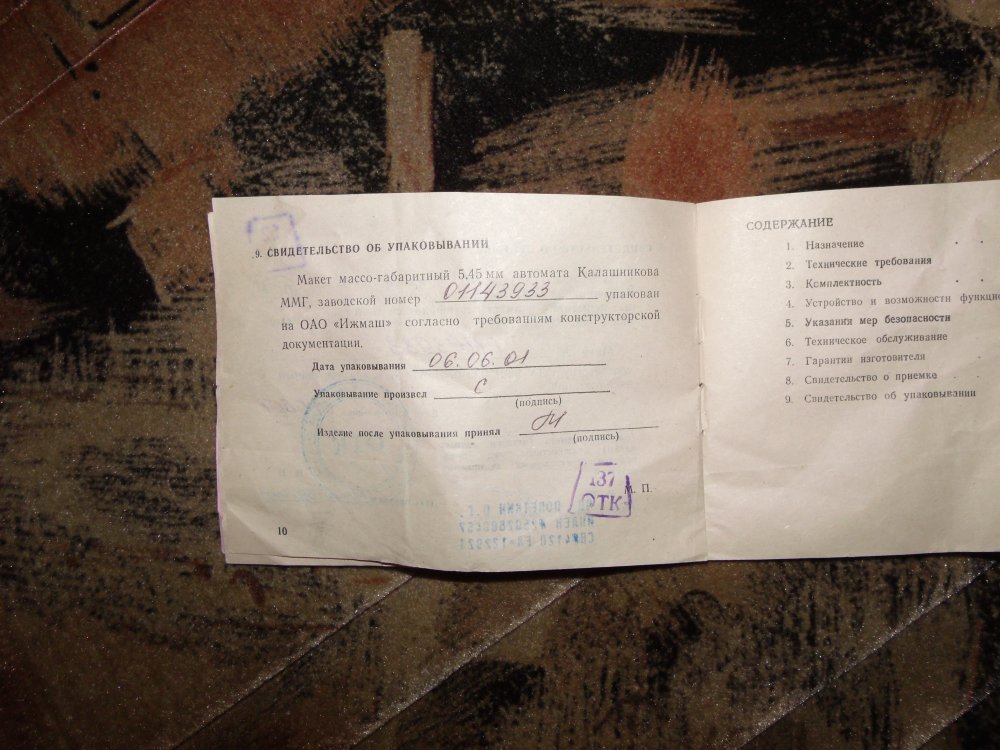 9. СВИДЕТЕЛЬСТВО ОБ УПАКОВЫВАНИИ
Макет массо-габаритный 5,45 мм автомата Калашникова
ММГ, заводской номер 01143933 упакован
на ОАО «Ижмаш» согласно требованиям конструкторской
документации.
Дата упаковывания 06.06.01
Упаковывание произвел С
(подпись)
Изделие после упаковывания принял
(подпись)
137
ОТК
М. П.
10
СОДЕРЖАНИЕ
1. Назначение . .
2. Технические требования
3. Комплектность . .
4. Устройство и возможности функцио
5. Указания мер безопасности
6. Техническое обслуживание
7. Гарантии изготовителя
8. Свидетельство о приемке .
9. Свидетельство об упаковывании